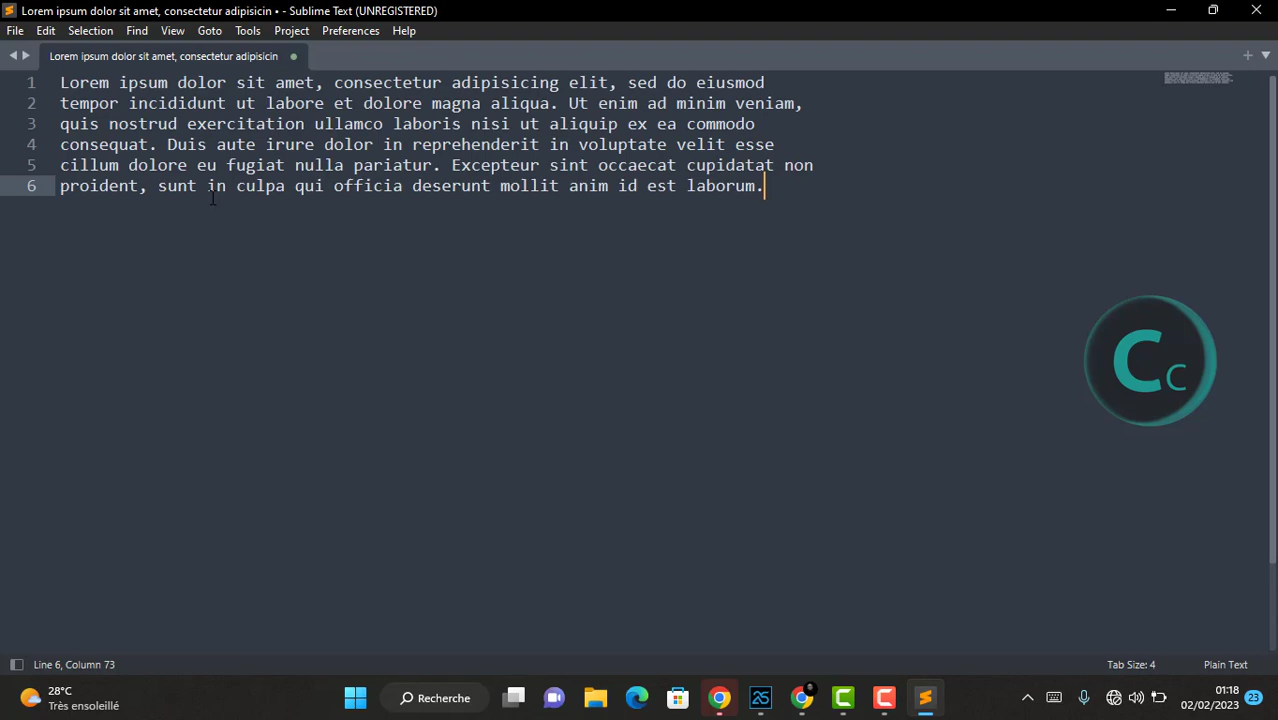 Lorem ipsum dolor sit amet, consectetur adipisicin • - Sublime Text (UNREGISTERED)
File Edit Selection Find View Goto Tools Project Preferences Help
Lorem ipsum dolor sit amet, consectetur adipisicin
1 Lorem ipsum dolor sit amet, consectetur adipisicing elit, sed do eiusmod
2 tempor incididunt ut labore et dolore magna aliqua. Ut enim ad minim veniam,
3 quis nostrud exercitation ullamco laboris nisi ut aliquip ex ea commodo
4 consequat. Duis aute irure dolor in reprehenderit in voluptate velit esse
5 cillum dolore eu fugiat nulla pariatur. Excepteur sint occaecat cupidatat non
6 proident, sunt in culpa qui officia deserunt mollit anim id est laborum.
Cc
Line 6, Column 73 Tab Size: 4 Plain Text
28°C
Très ensoleillé
Recherche
25
01:18
02/02/2023
23